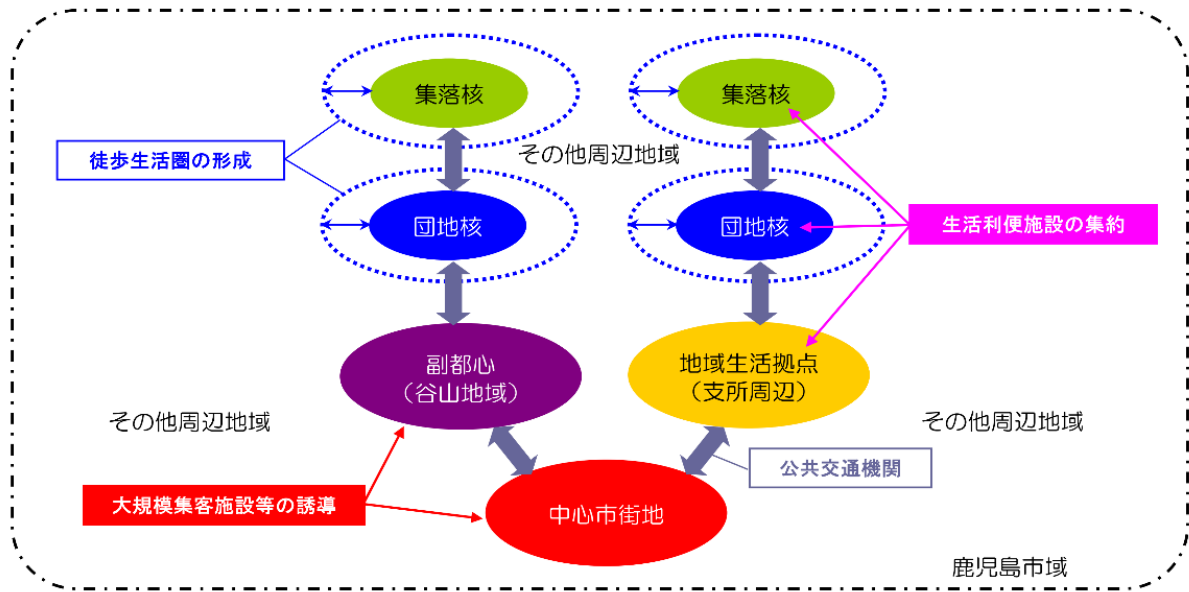 集落核
集落核
徒歩生活圏の形成
その他周辺地域
団地核
団地核
生活利便施設の集約
副都心
（谷山地域）
地域生活拠点
（支所周辺）
その他周辺地域
その他周辺地域
公共交通機関
大規模集客施設等の誘導
中心市街地
鹿児島市域